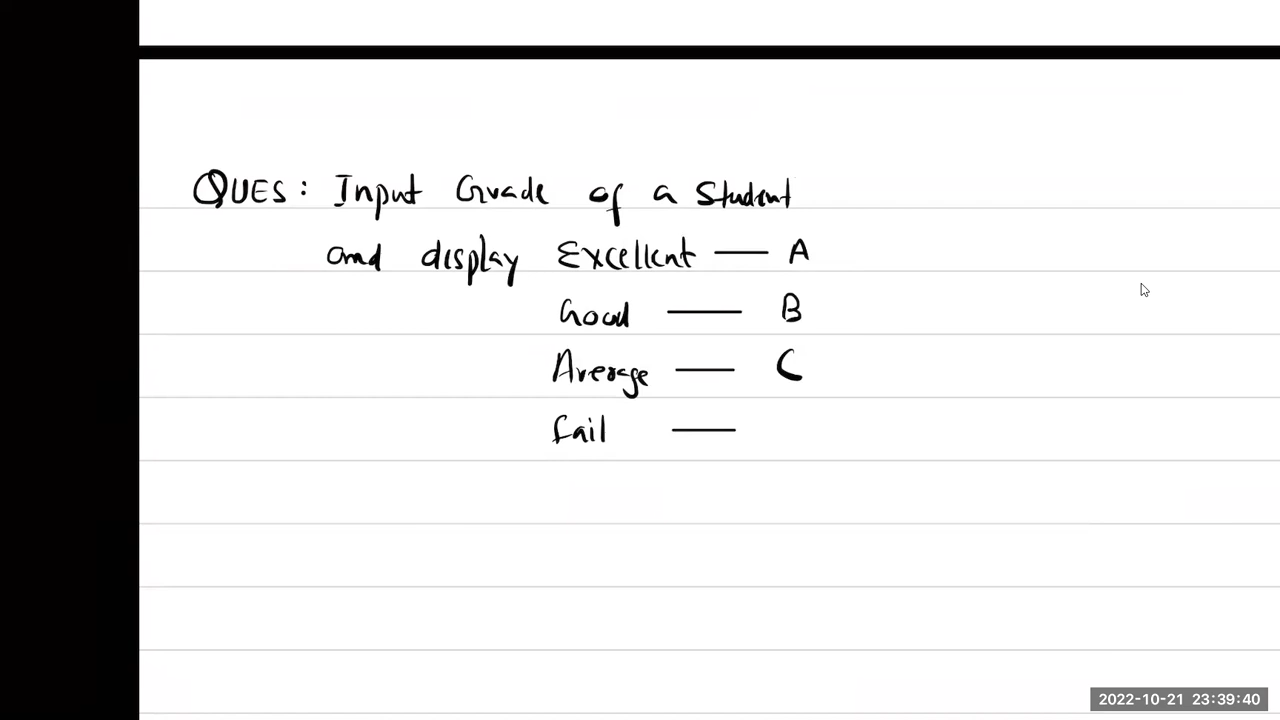 QUES: Input Grade of a Student
and display Excellent — A
Good — B
Average — C
fail —
2022-10-21 23:39:40